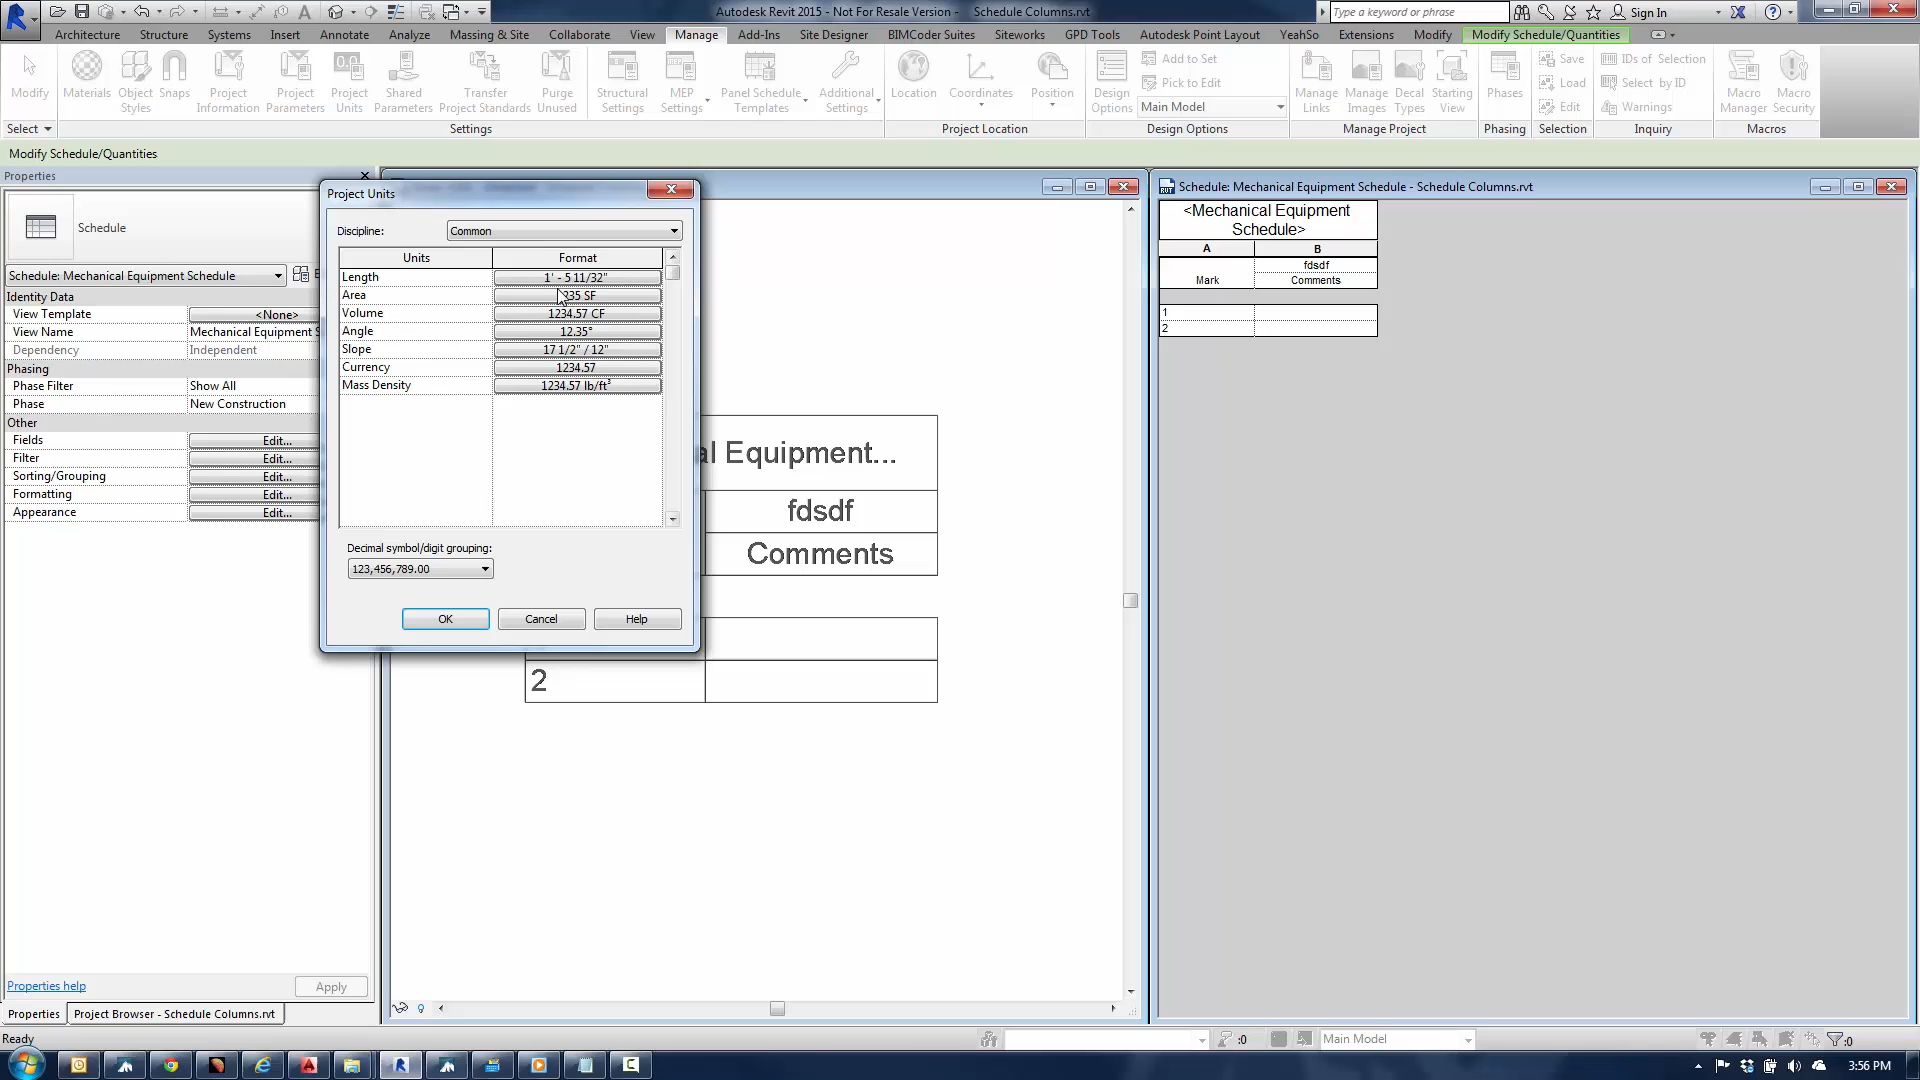 Autodesk Revit 2015 - Not For Resale Version -    Schedule Columns.rvt
Type a keyword or phrase
Sign In
Architecture Structure Systems Insert Annotate Analyze Massing & Site Collaborate View Manage Add-Ins Site Designer BIMCoder Suites Siteworks GPD Tools Autodesk Point Layout YeahSo Extensions Modify Modify Schedule/Quantities
Modify
Materials
Object Styles
Snaps
Project Information
Project Parameters
Project Units
Shared Parameters
Transfer Project Standards
Purge Unused
Structural Settings
MEP Settings
Panel Schedule Templates
Additional Settings
Location
Coordinates
Position
Design Options
Add to Set
Pick to Edit
Main Model
Manage Links
Manage Images
Decal Types
Starting View
Phases
Save
Load
Edit
IDs of Selection
Select by ID
Warnings
Macro Manager
Macro Security
Select
Settings
Project Location
Design Options
Manage Project
Phasing
Selection
Inquiry
Macros
Modify Schedule/Quantities
Properties
Schedule
Schedule: Mechanical Equipment Schedule
Identity Data
View Template <None>
View Name Mechanical Equipment S
Dependency Independent
Phasing
Phase Filter Show All
Phase New Construction
Other
Fields Edit...
Filter Edit...
Sorting/Grouping Edit...
Formatting Edit...
Appearance Edit...
Properties help
Apply
Properties
Project Browser - Schedule Columns.rvt
Project Units
Discipline: Common
Units Format
Length 1' - 5 11/32"
Area 235 SF
Volume 1234.57 CF
Angle 12.35°
Slope 17 1/2" / 12"
Currency 1234.57
Mass Density 1234.57 lb/ft³
Decimal symbol/digit grouping:
123,456,789.00
OK Cancel Help
al Equipment...
fdsdf
Comments
2
Schedule: Mechanical Equipment Schedule - Schedule Columns.rvt
<Mechanical Equipment
Schedule>
A B
fdsdf
Mark Comments
1
2
Ready
:0
Main Model
:0
3:56 PM